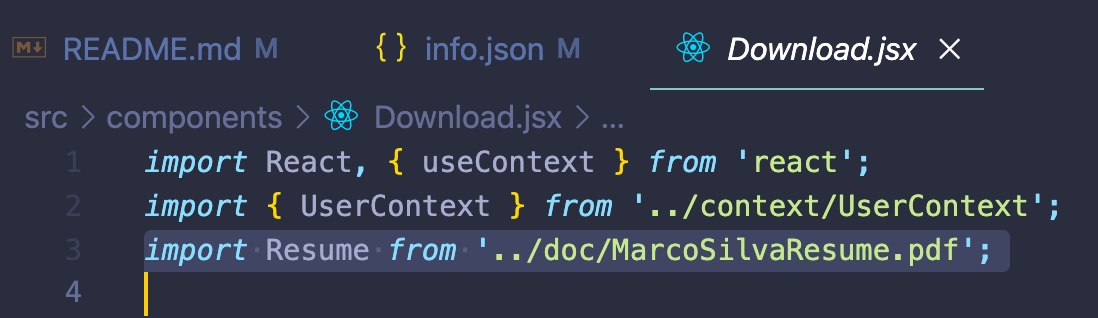 README.md M {} info.json M Download.jsx ×
src > components > Download.jsx > ...
1 import React, { useContext } from 'react';
2 import { UserContext } from '../context/UserContext';
3 import Resume from '../doc/MarcoSilvaResume.pdf';
4